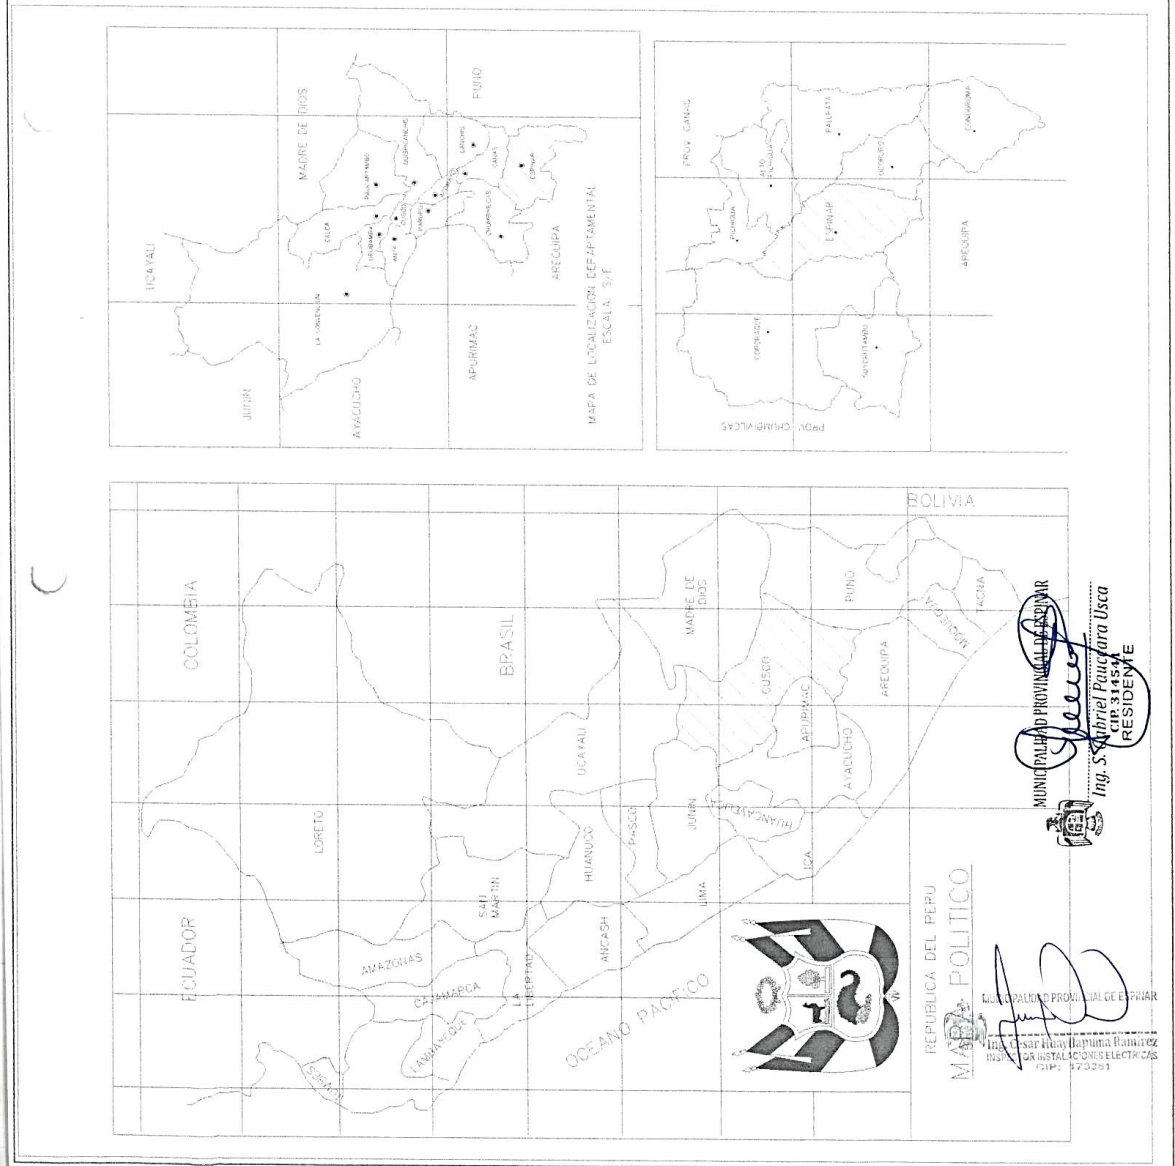 ECUADOR
COLOMBIA
BRASIL
BOLIVIA
LORETO
AMAZONAS
CAJAMARCA
LAMBAYEQUE
LA
LIBERTAD
SAN
MARTIN
ANCASH
HUANUCO
UCAYALI
PASCO
JUNIN
LIMA
HUANCAVELICA
ICA
AYACUCHO
APURIMAC
CUSCO
MADRE DE
DIOS
PUNO
AREQUIPA
MOQUEGUA
TACNA
OCEANO PACIFICO
REPUBLICA DEL PERU
MAPA POLITICO
JUNIN
UCAYALI
MADRE DE DIOS
PUNO
AYACUCHO
APURIMAC
AREQUIPA
LA CONVENCION
CALCA
URUBAMBA
ANTA
CUSCO
PAUCARTAMBO
QUISPICANCHIS
PARURO
CANCHIS
CANAS
CHUMBIVILCAS
ESPINAR
MAPA DE LOCALIZACION DEPARTAMENTAL
ESCALA: S/E
PROV. CANAS
PROV. CHUMBIVILCAS
AREQUIPA
PICHIGUA
ALTO
PICHIGUA
PALLPATA
COPORAQUE
ESPINAR
OCORURO
CONDOROMA
SUYCKUTAMBO
MUNICIPALIDAD PROVINCIAL DE ESPINAR
Ing. S. Gabriel Pauccara Usca
CIP. 314541
RESIDENTE
MUNICIPALIDAD PROVINCIAL DE ESPINAR
Ing. Cesar Huayllapuma Ramirez
INSPECTOR INSTALACIONES ELECTRICAS
CIP: 173261